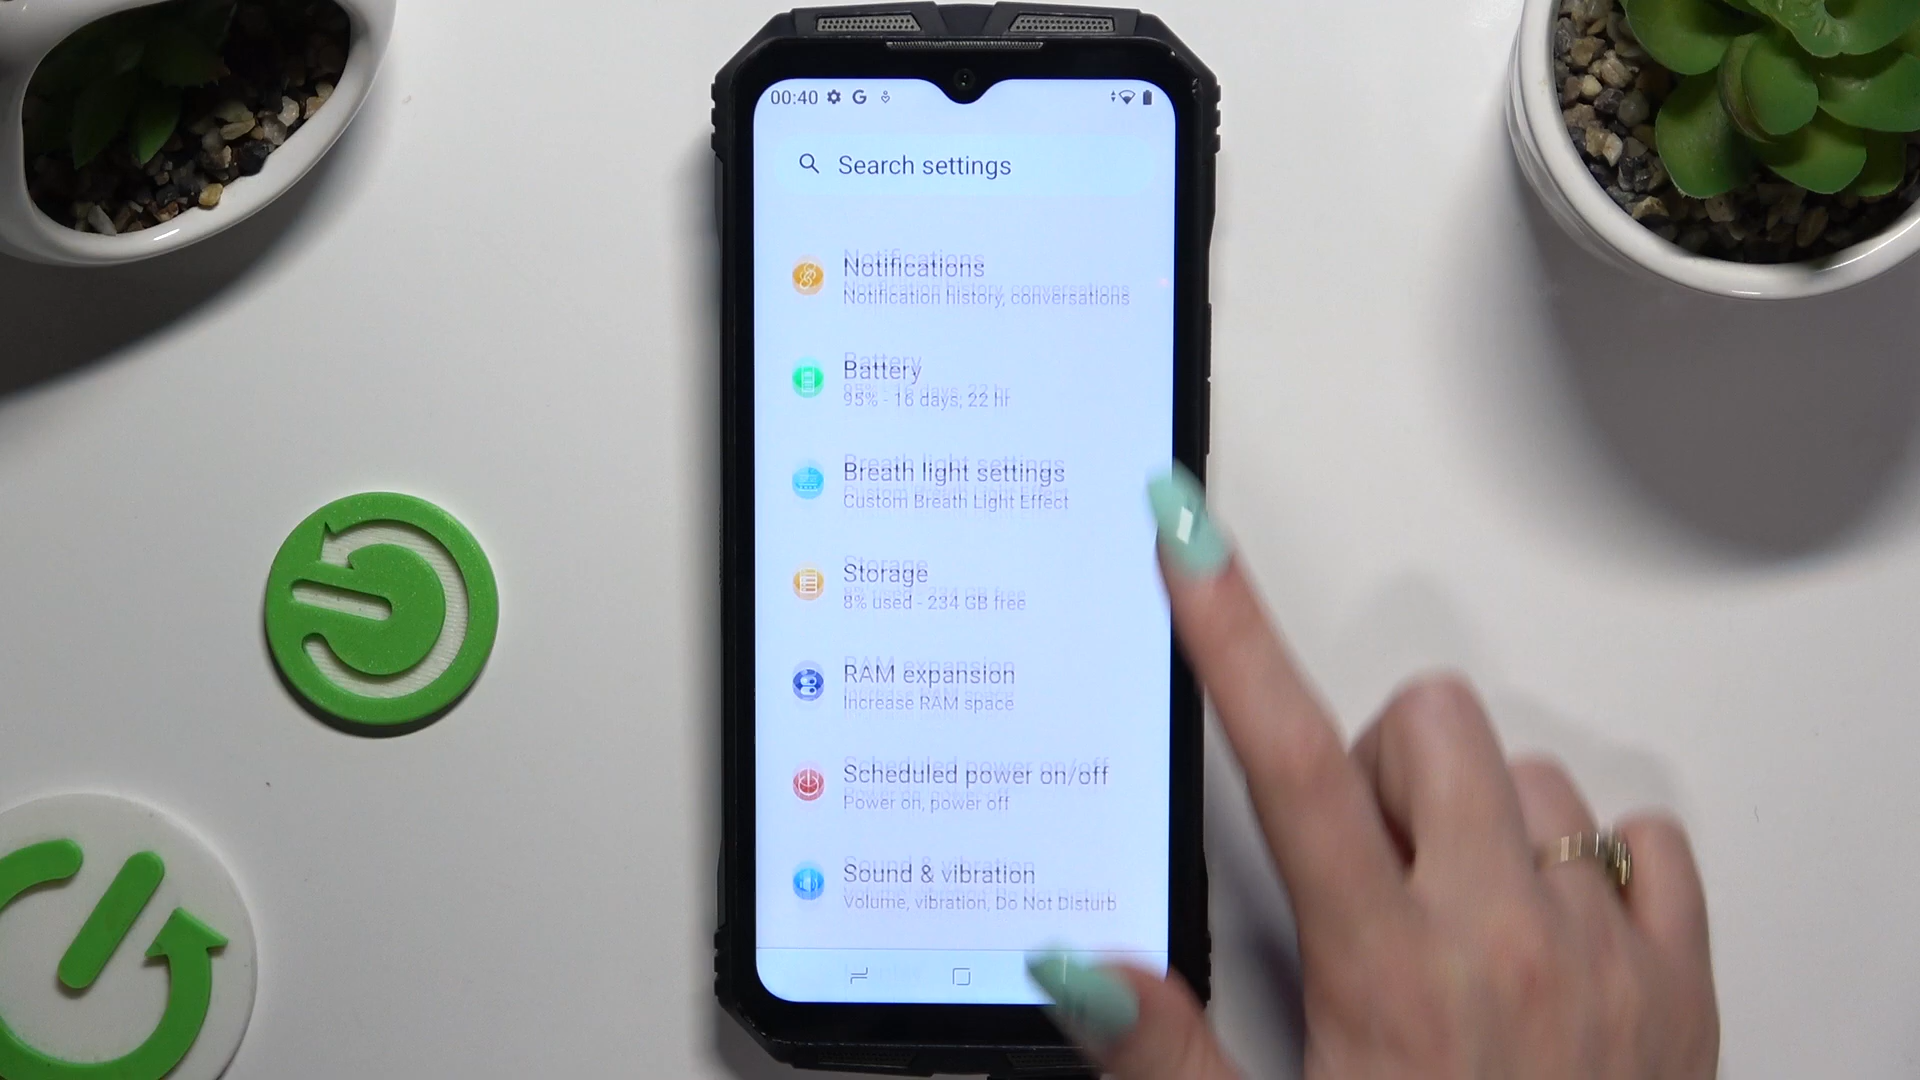 00:40 G
Search settings
Notifications
Notification history, conversations
Battery
95% - 16 days, 22 hr
Breath light settings
Custom Breath Light Effect
Storage
8% used - 234 GB free
RAM expansion
Increase RAM space
Scheduled power on/off
Power on, power off
Sound & vibration
Volume, vibration, Do Not Disturb